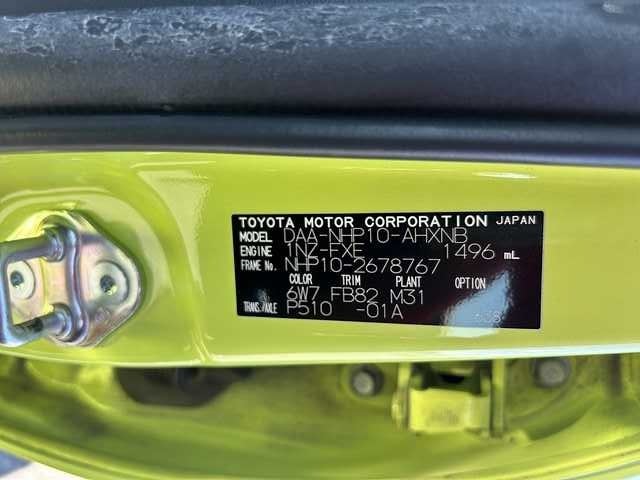 TOYOTA MOTOR CORPORATION JAPAN
MODEL DAA-NHP10-AHXNB
ENGINE 1NZ-FXE 1496 mL
FRAME No. NHP10-2678767
COLOR TRIM PLANT OPTION
6W7 FB82 M31
TRANS./AXLE P510 -01A